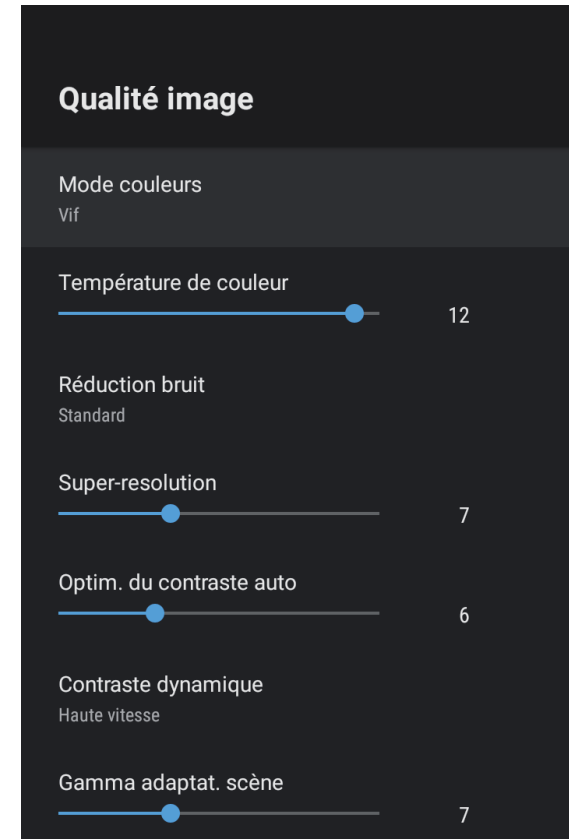 Qualité image
Mode couleurs
Vif
Température de couleur
12
Réduction bruit
Standard
Super-resolution
7
Optim. du contraste auto
6
Contraste dynamique
Haute vitesse
Gamma adaptat. scène
7